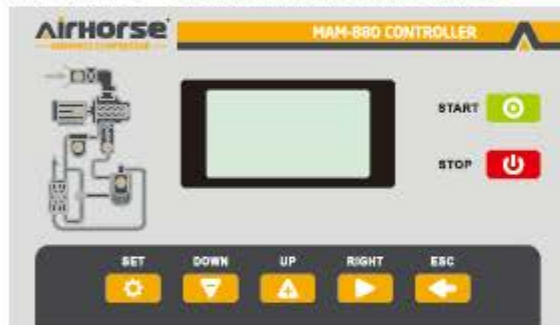 AirHorse
MAM-880 CONTROLLER
START
STOP
SET
DOWN
UP
RIGHT
ESC